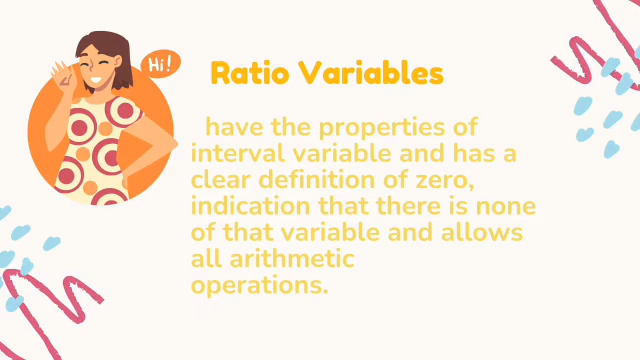 Hi!
Ratio Variables
have the properties of
interval variable and has a
clear definition of zero,
indication that there is none
of that variable and allows
all arithmetic
operations.